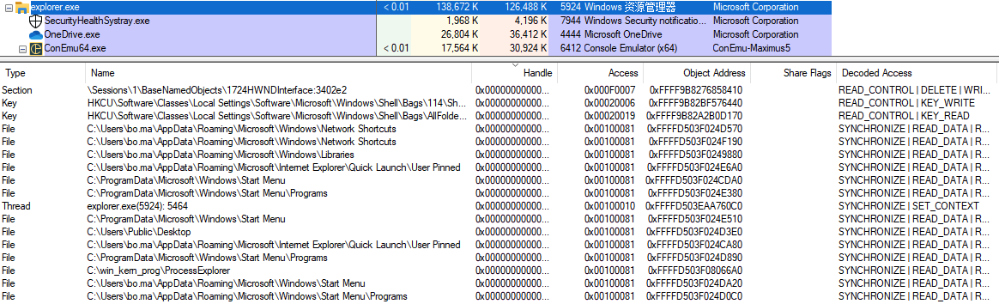 explorer.exe < 0.01 138,672 K 126,488 K 5924 Windows 资源管理器 Microsoft Corporation
SecurityHealthSystray.exe 1,968 K 4,196 K 7944 Windows Security notificatio... Microsoft Corporation
OneDrive.exe 26,804 K 36,412 K 4444 Microsoft OneDrive Microsoft Corporation
ConEmu64.exe < 0.01 17,564 K 30,924 K 6412 Console Emulator (x64) ConEmu-Maximus5
Type Name Handle Access Object Address Share Flags Decoded Access
Section \Sessions\1\BaseNamedObjects\1724HWNDInterface:3402e2 0x00000000000... 0x000F0007 0xFFFF9B8276858410 READ_CONTROL | DELETE | WRI...
Key HKCU\Software\Classes\Local Settings\Software\Microsoft\Windows\Shell\Bags\114\Sh... 0x00000000000... 0x00020006 0xFFFF9B82BF576440 READ_CONTROL | KEY_WRITE
Key HKCU\Software\Classes\Local Settings\Software\Microsoft\Windows\Shell\Bags\AllFolde... 0x00000000000... 0x00020019 0xFFFF9B82A2B0D170 READ_CONTROL | KEY_READ
File C:\Users\bo.ma\AppData\Roaming\Microsoft\Windows\Network Shortcuts 0x00000000000... 0x00100081 0xFFFFD503F024D570 SYNCHRONIZE | READ_DATA | R...
File C:\Users\bo.ma\AppData\Roaming\Microsoft\Windows\Network Shortcuts 0x00000000000... 0x00100081 0xFFFFD503F024F190 SYNCHRONIZE | READ_DATA | R...
File C:\Users\bo.ma\AppData\Roaming\Microsoft\Windows\Libraries 0x00000000000... 0x00100081 0xFFFFD503F0249880 SYNCHRONIZE | READ_DATA | R...
File C:\Users\bo.ma\AppData\Roaming\Microsoft\Internet Explorer\Quick Launch\User Pinned 0x00000000000... 0x00100081 0xFFFFD503F024E6A0 SYNCHRONIZE | READ_DATA | R...
File C:\ProgramData\Microsoft\Windows\Start Menu 0x00000000000... 0x00100081 0xFFFFD503F024CDA0 SYNCHRONIZE | READ_DATA | R...
File C:\ProgramData\Microsoft\Windows\Start Menu\Programs 0x00000000000... 0x00100081 0xFFFFD503F024E380 SYNCHRONIZE | READ_DATA | R...
Thread explorer.exe(5924): 5464 0x00000000000... 0x00100010 0xFFFFD503EAA760C0 SYNCHRONIZE | SET_CONTEXT
File C:\ProgramData\Microsoft\Windows\Start Menu 0x00000000000... 0x00100081 0xFFFFD503F024E510 SYNCHRONIZE | READ_DATA | R...
File C:\Users\Public\Desktop 0x00000000000... 0x00100081 0xFFFFD503F024D3E0 SYNCHRONIZE | READ_DATA | R...
File C:\Users\bo.ma\AppData\Roaming\Microsoft\Internet Explorer\Quick Launch\User Pinned 0x00000000000... 0x00100081 0xFFFFD503F024CA80 SYNCHRONIZE | READ_DATA | R...
File C:\ProgramData\Microsoft\Windows\Start Menu\Programs 0x00000000000... 0x00100081 0xFFFFD503F024D890 SYNCHRONIZE | READ_DATA | R...
File C:\win_kern_prog\ProcessExplorer 0x00000000000... 0x00100081 0xFFFFD503F08066A0 SYNCHRONIZE | READ_DATA | R...
File C:\Users\bo.ma\AppData\Roaming\Microsoft\Windows\Start Menu 0x00000000000... 0x00100081 0xFFFFD503F024DA20 SYNCHRONIZE | READ_DATA | R...
File C:\Users\bo.ma\AppData\Roaming\Microsoft\Windows\Start Menu\Programs 0x00000000000... 0x00100081 0xFFFFD503F024D0C0 SYNCHRONIZE | READ_DATA | R...